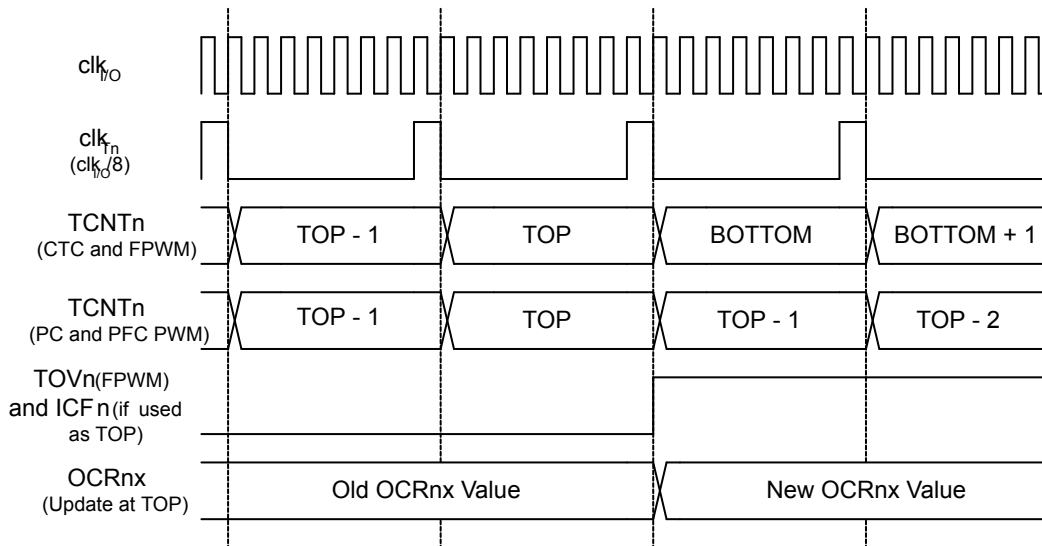 clkI/O
clkTn
(clkI/O/8)
TCNTn
(CTC and FPWM)
TOP - 1
TOP
BOTTOM
BOTTOM + 1
TCNTn
(PC and PFC PWM)
TOP - 1
TOP
TOP - 1
TOP - 2
TOVn(FPWM)
and ICFn(if used
as TOP)
OCRnx
(Update at TOP)
Old OCRnx Value
New OCRnx Value